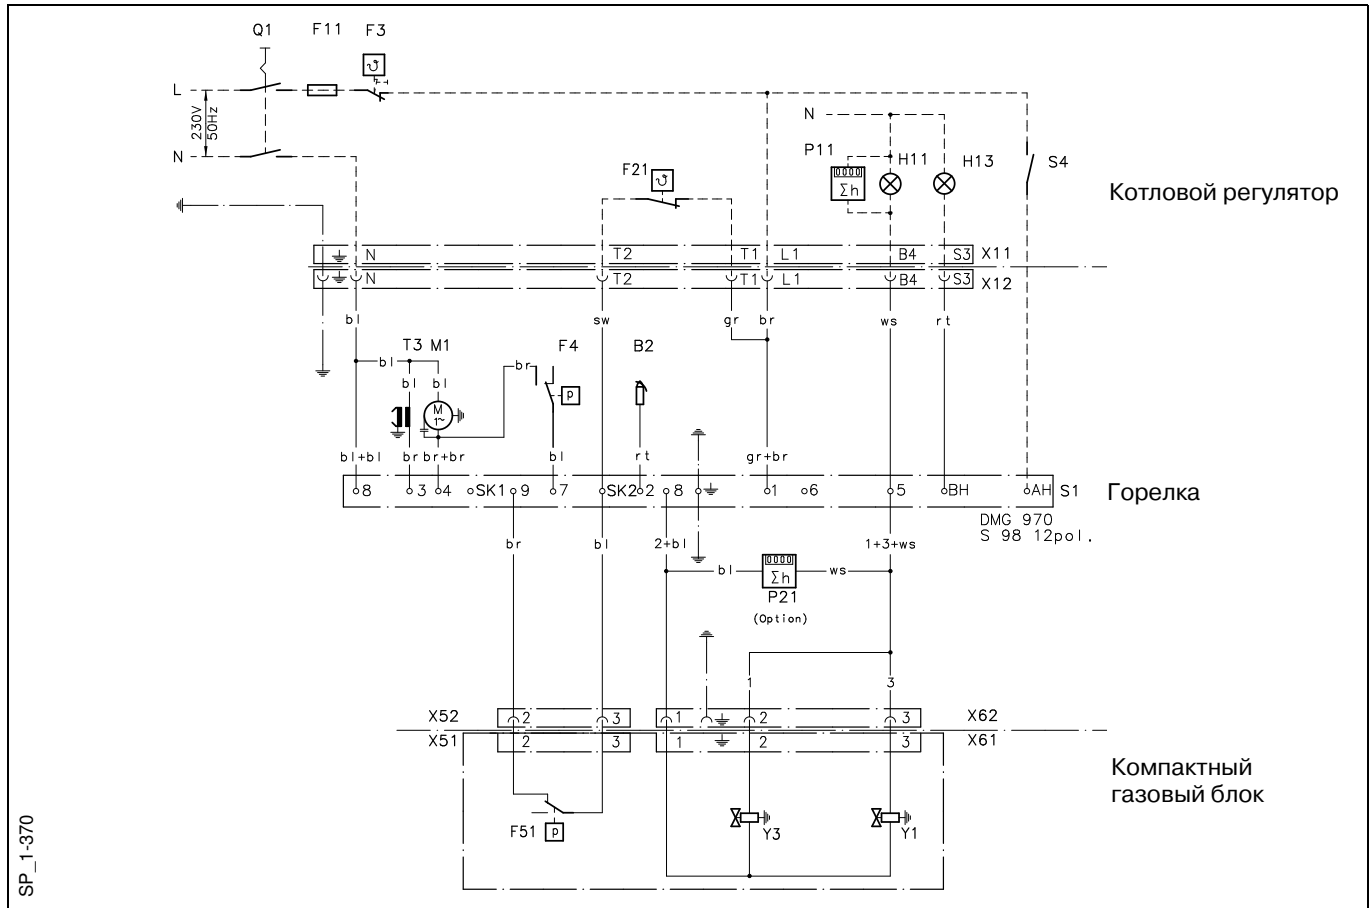 Q1 F11 F3
ϑ
L
230V
50Hz
N
N
P11 H11 H13 S4
0000
Σh
F21
ϑ
Котловой регулятор
N T2 T1 L1 B4 S3 X11
N T2 T1 L1 B4 S3 X12
bl sw gr br ws rt
T3 M1 F4 B2
bl br
bl bl
M
1~
p
bl+bl br br+br bl rt gr+br
8 3 4 SK1 9 7 SK2 2 8 1 6 5 BH AH S1
Горелка
DMG 970
S 98 12pol.
br bl 2+bl 1+3+ws
bl 0000 ws
Σh
P21
(Option)
1 3
X52 2 3 1 2 3 X62
X51 2 3 1 2 3 X61
Компактный
газовый блок
F51 p Y3 Y1
SP_1-370